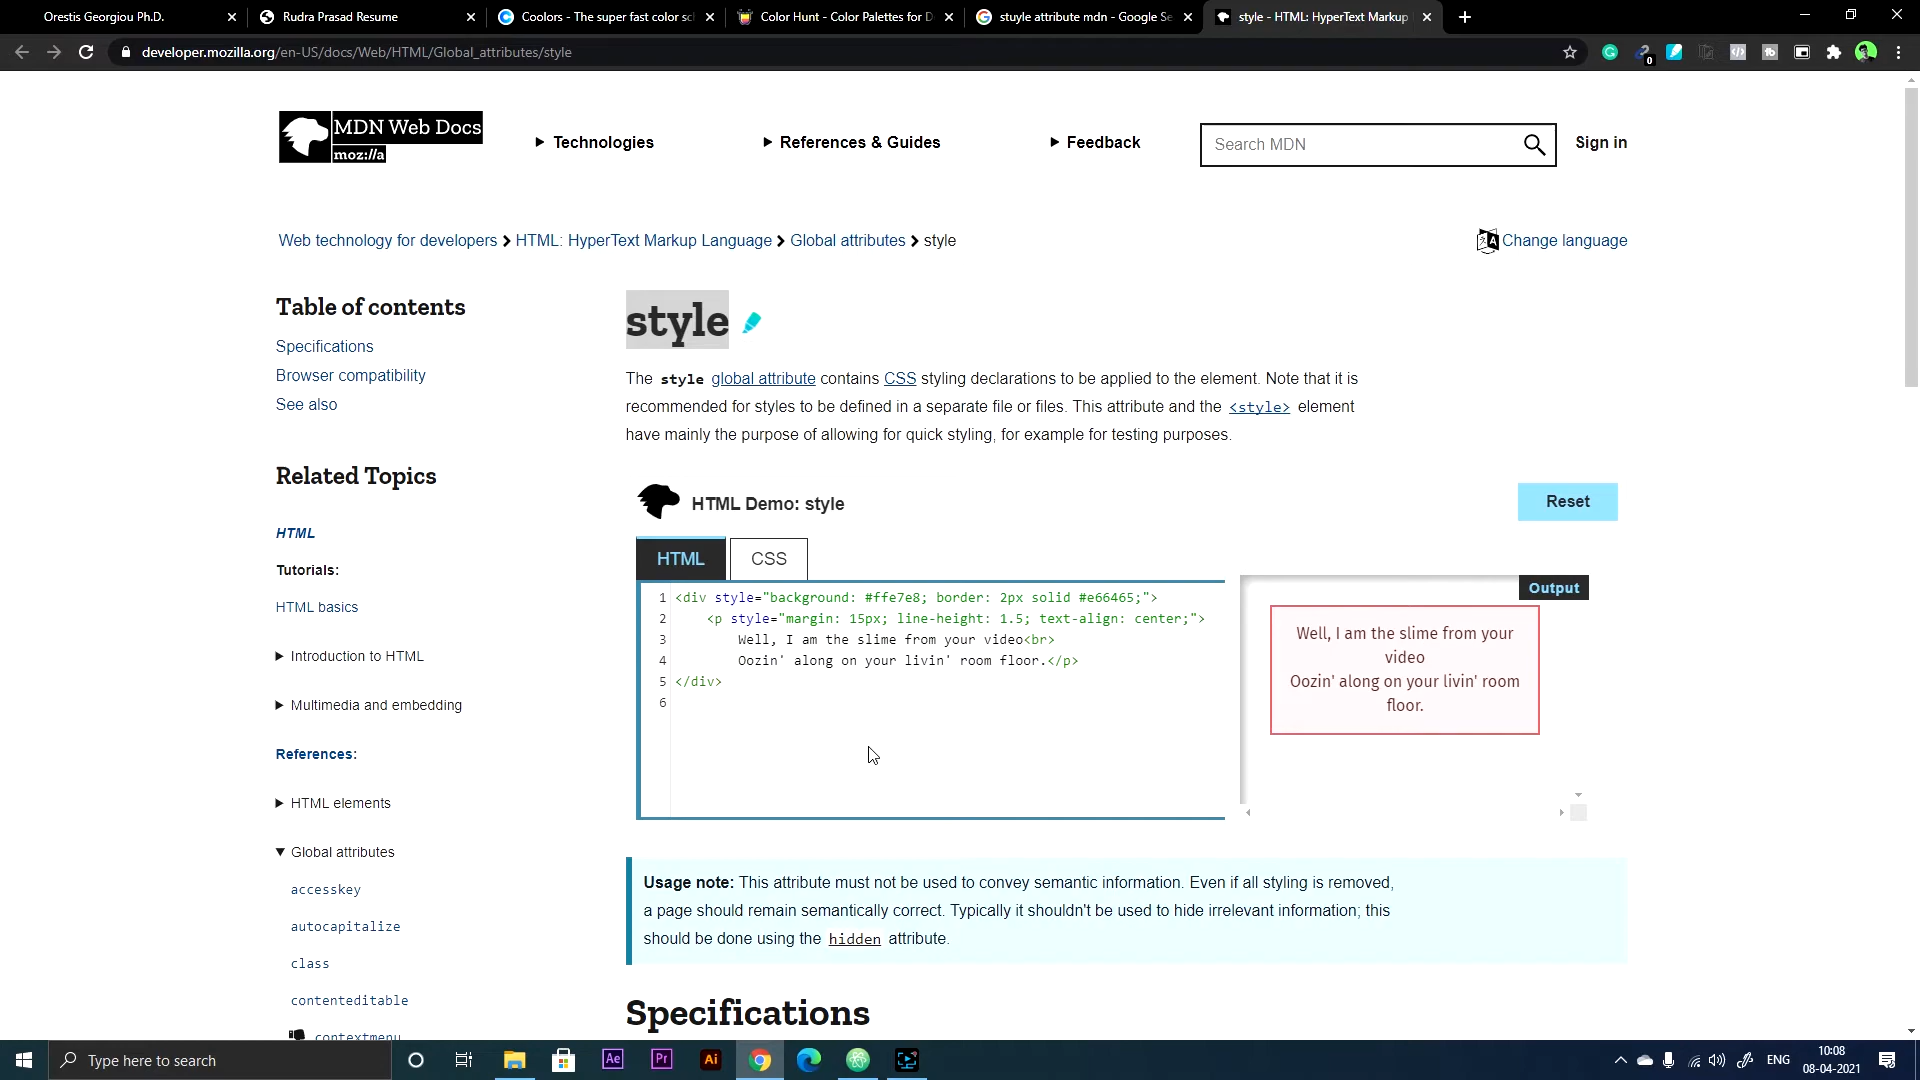 Orestis Georgiou Ph.D.
Rudra Prasad Resume
Coolors - The super fast color sc
Color Hunt - Color Palettes for D
stuyle attribute mdn - Google Se
style - HTML: HyperText Markup
developer.mozilla.org/en-US/docs/Web/HTML/Global_attributes/style
0
MDN Web Docs
moz://a
Technologies
References & Guides
Feedback
Search MDN
Sign in
Web technology for developers > HTML: HyperText Markup Language > Global attributes > style
Change language
Table of contents
Specifications
Browser compatibility
See also
Related Topics
HTML
Tutorials:
HTML basics
Introduction to HTML
Multimedia and embedding
References:
HTML elements
Global attributes
accesskey
autocapitalize
class
contenteditable
contextmenu
style
The style global attribute contains CSS styling declarations to be applied to the element. Note that it is
recommended for styles to be defined in a separate file or files. This attribute and the <style> element
have mainly the purpose of allowing for quick styling, for example for testing purposes.
HTML Demo: style
Reset
HTML CSS
1 <div style="background: #ffe7e8; border: 2px solid #e66465;">
2 <p style="margin: 15px; line-height: 1.5; text-align: center;">
3 Well, I am the slime from your video<br>
4 Oozin' along on your livin' room floor.</p>
5 </div>
6
Output
Well, I am the slime from your
video
Oozin' along on your livin' room
floor.
Usage note: This attribute must not be used to convey semantic information. Even if all styling is removed,
a page should remain semantically correct. Typically it shouldn't be used to hide irrelevant information; this
should be done using the hidden attribute.
Specifications
Type here to search
Ae
Pr
Ai
ENG
10:08
08-04-2021